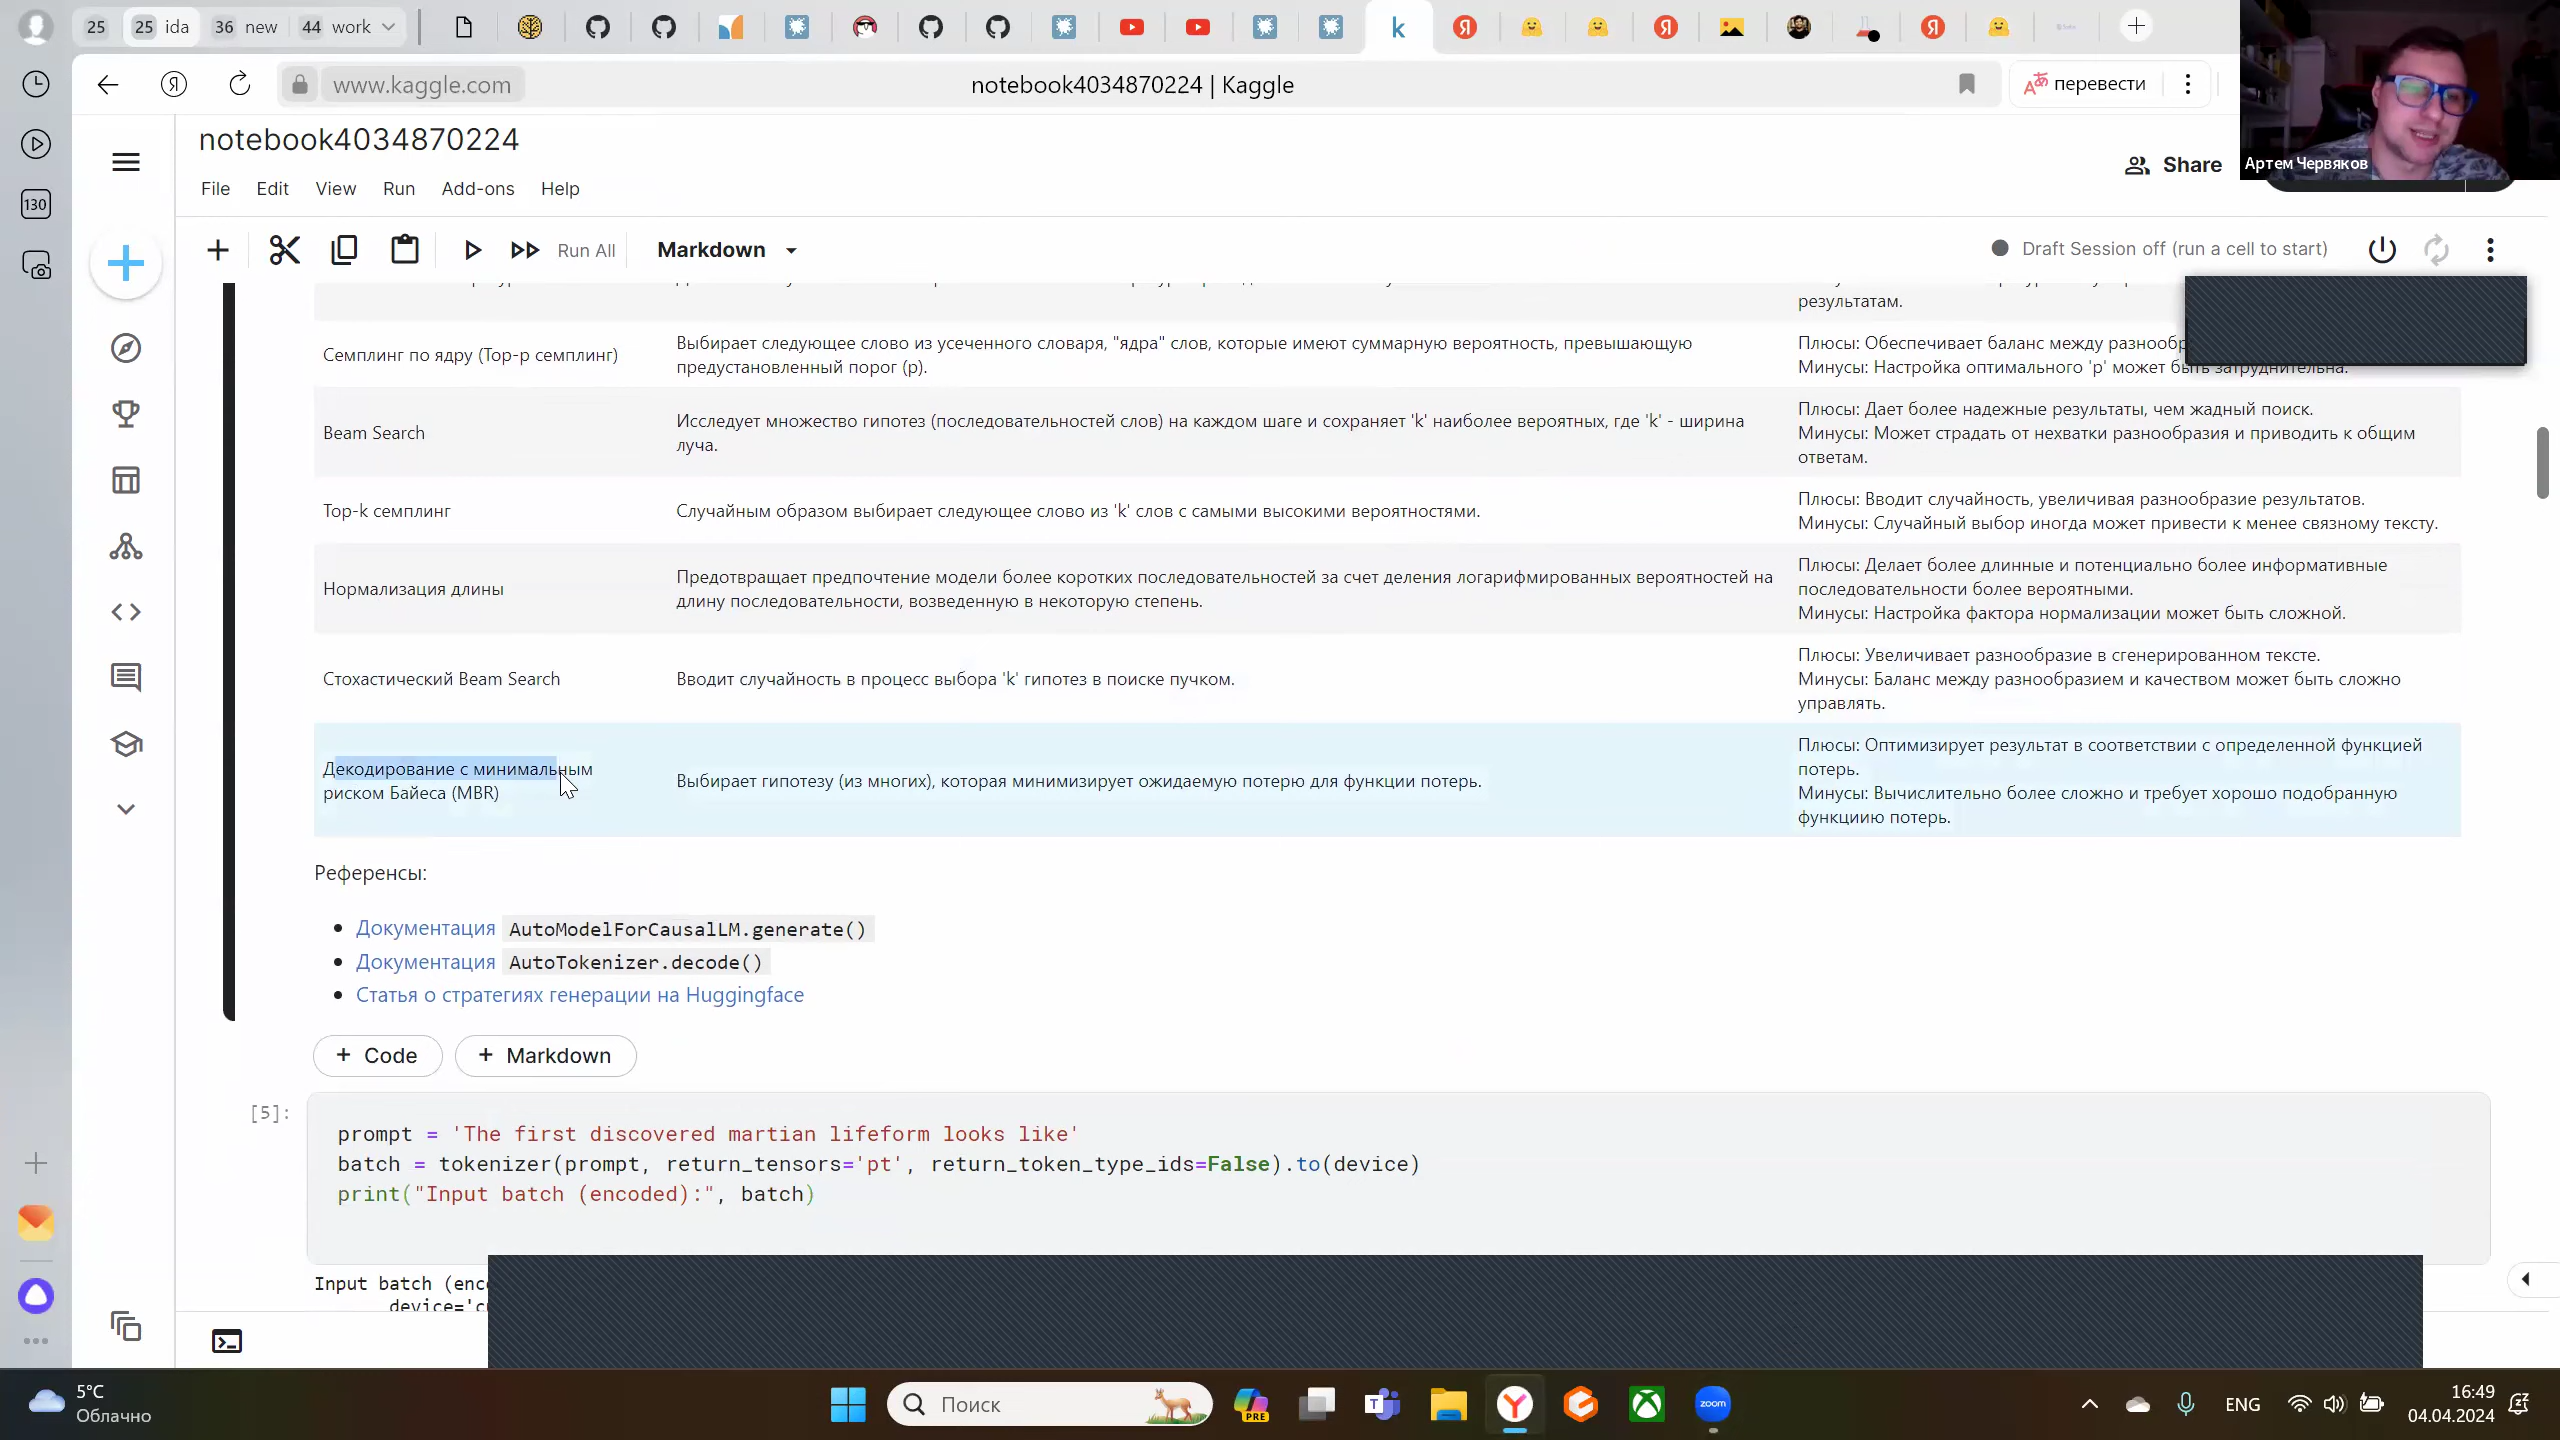 25
25 ida
36 new
44 work
www.kaggle.com
notebook4034870224 | Kaggle
перевести
130
notebook4034870224
Share
Артем Червяков
File Edit View Run Add-ons Help
Run All
Markdown
Draft Session off (run a cell to start)
результатам.
Семплинг по ядру (Top-p семплинг)
Выбирает следующее слово из усеченного словаря, "ядра" слов, которые имеют суммарную вероятность, превышающую
предустановленный порог (p).
Плюсы: Обеспечивает баланс между
Минусы: Настройка оптимального 'p' может быть затруднительна.
Beam Search
Исследует множество гипотез (последовательностей слов) на каждом шаге и сохраняет 'k' наиболее вероятных, где 'k' - ширина
луча.
Плюсы: Дает более надежные результаты, чем жадный поиск.
Минусы: Может страдать от нехватки разнообразия и приводить к общим
ответам.
Top-k семплинг
Случайным образом выбирает следующее слово из 'k' слов с самыми высокими вероятностями.
Плюсы: Вводит случайность, увеличивая разнообразие результатов.
Минусы: Случайный выбор иногда может привести к менее связному тексту.
Нормализация длины
Предотвращает предпочтение модели более коротких последовательностей за счет деления логарифмированных вероятностей на
длину последовательности, возведенную в некоторую степень.
Плюсы: Делает более длинные и потенциально более информативные
последовательности более вероятными.
Минусы: Настройка фактора нормализации может быть сложной.
Стохастический Beam Search
Вводит случайность в процесс выбора 'k' гипотез в поиске пучком.
Плюсы: Увеличивает разнообразие в сгенерированном тексте.
Минусы: Баланс между разнообразием и качеством может быть сложно
управлять.
Декодирование с минимальным
риском Байеса (MBR)
Выбирает гипотезу (из многих), которая минимизирует ожидаемую потерю для функции потерь.
Плюсы: Оптимизирует результат в соответствии с определенной функцией
потерь.
Минусы: Вычислительно более сложно и требует хорошо подобранную
функциию потерь.
Референсы:
Документация AutoModelForCausalLM.generate()
Документация AutoTokenizer.decode()
Статья о стратегиях генерации на Huggingface
+ Code
+ Markdown
[5]:
prompt = 'The first discovered martian lifeform looks like'
batch = tokenizer(prompt, return_tensors='pt', return_token_type_ids=False).to(device)
print("Input batch (encoded):", batch)
Input batch
5°C
Облачно
Поиск
PRE
zoom
ENG
16:49
04.04.2024